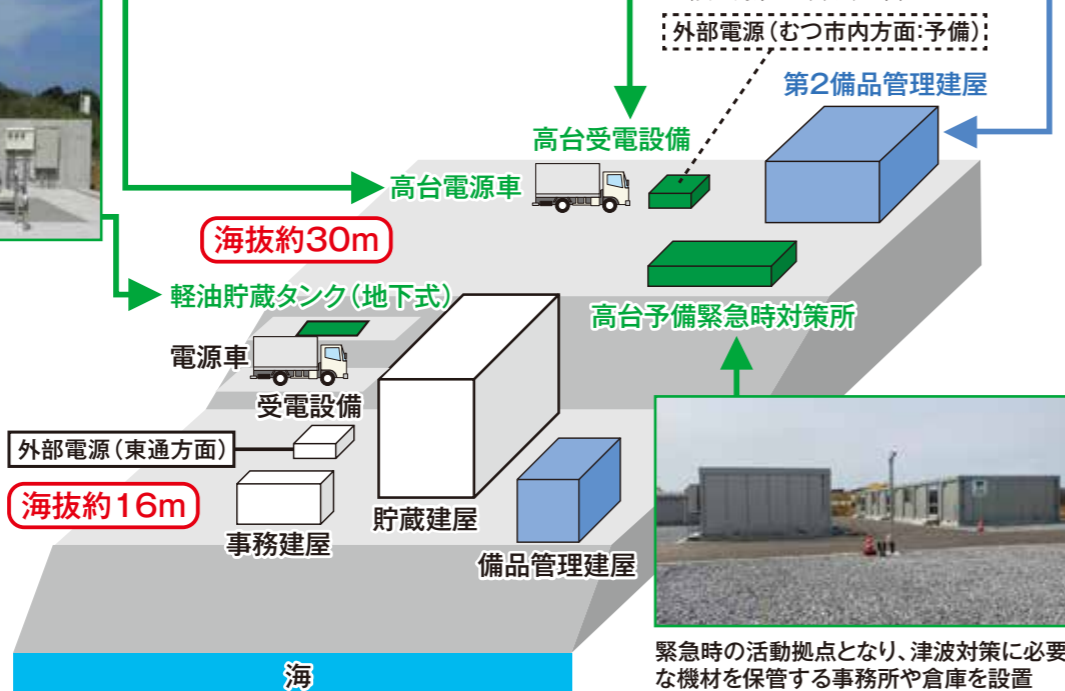 外部電源（むつ市内方面：予備）
第2備品管理建屋
高台受電設備
高台電源車
海抜約30m
軽油貯蔵タンク（地下式）
高台予備緊急時対策所
電源車
受電設備
外部電源（東通方面）
海抜約16m
貯蔵建屋
事務建屋
備品管理建屋
緊急時の活動拠点となり、津波対策に必要
な機材を保管する事務所や倉庫を設置
海